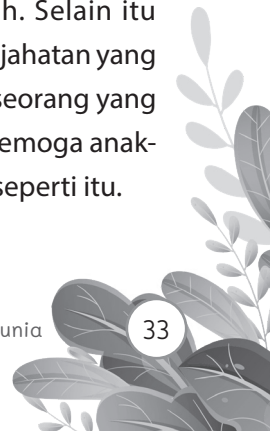 h. Selain itu
jahatan yang
seorang yang
emoga anak-
seperti itu.
unia
33